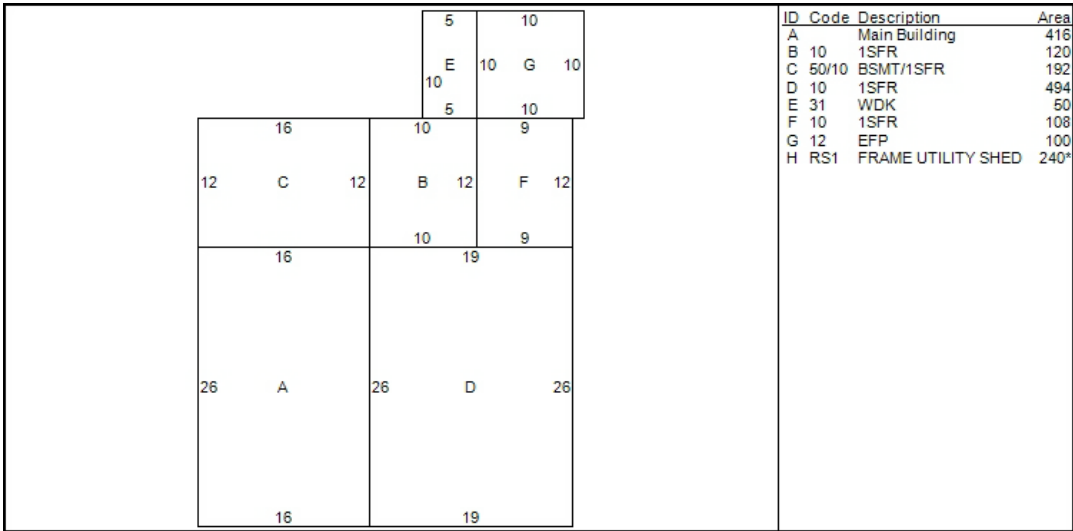 5 10
E 10 G 10
10
5 10
16 10 9
12 C 12 B 12 F 12
10 9
16 19
26 A 26 D 26
16 19
ID Code Description Area
A Main Building 416
B 10 1SFR 120
C 50/10 BSMT/1SFR 192
D 10 1SFR 494
E 31 WDK 50
F 10 1SFR 108
G 12 EFP 100
H RS1 FRAME UTILITY SHED 240*